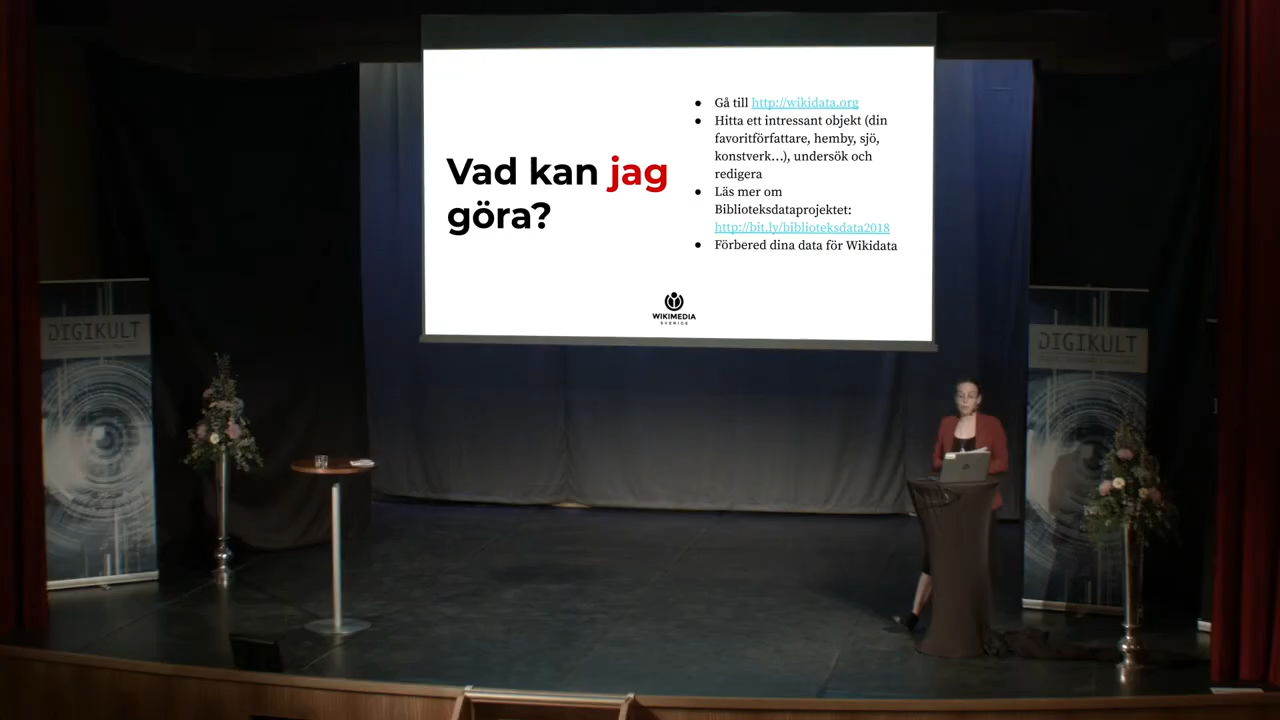 Vad kan jag
göra?
● Gå till http://wikidata.org
● Hitta ett intressant objekt (din
favoritförfattare, hemby, sjö,
konstverk...), undersök och
redigera
● Läs mer om
Biblioteksdataprojektet:
http://bit.ly/biblioteksdata2018
● Förbered dina data för Wikidata
WIKIMEDIA
SVERIGE
DIGIKULT
DIGIKULT